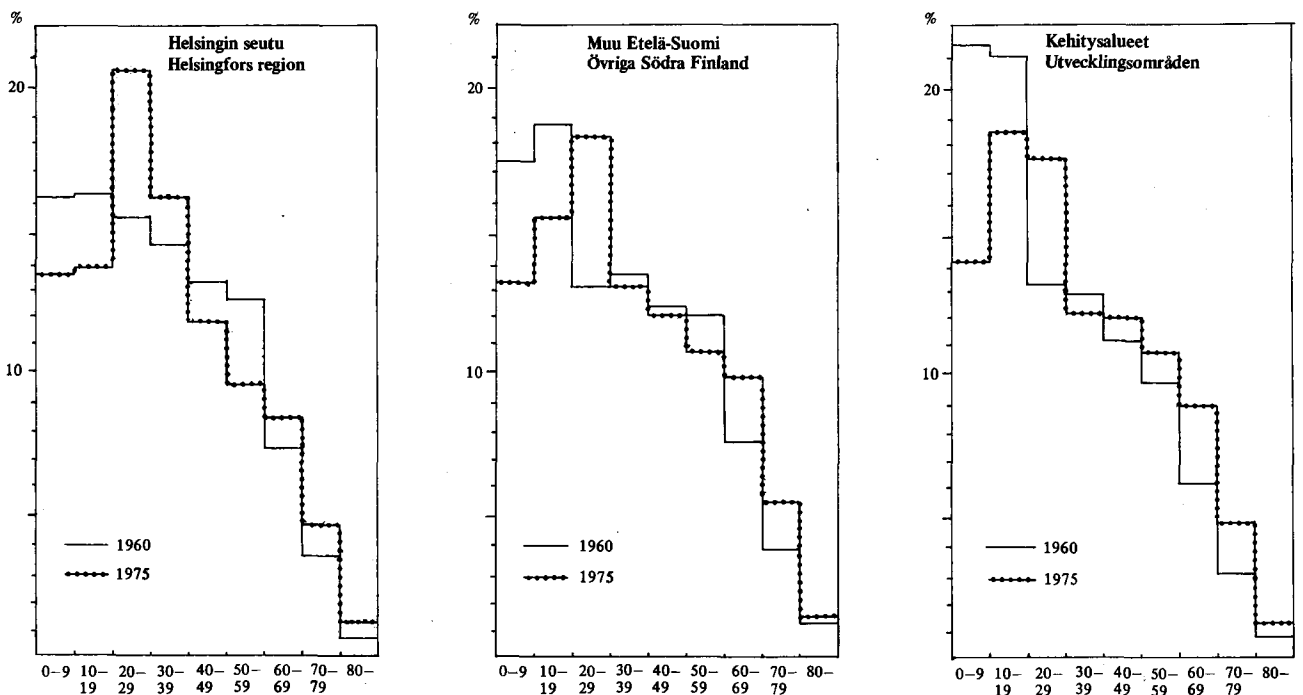 %
Helsingin seutu
Helsingfors region
20
10
1960
1975
0–9 10–19 20–29 30–39 40–49 50–59 60–69 70–79 80–
%
Muu Etelä-Suomi
Övriga Södra Finland
20
10
1960
1975
0–9 10–19 20–29 30–39 40–49 50–59 60–69 70–79 80–
%
Kehitysalueet
Utvecklingsområden
20
10
1960
1975
0–9 10–19 20–29 30–39 40–49 50–59 60–69 70–79 80–